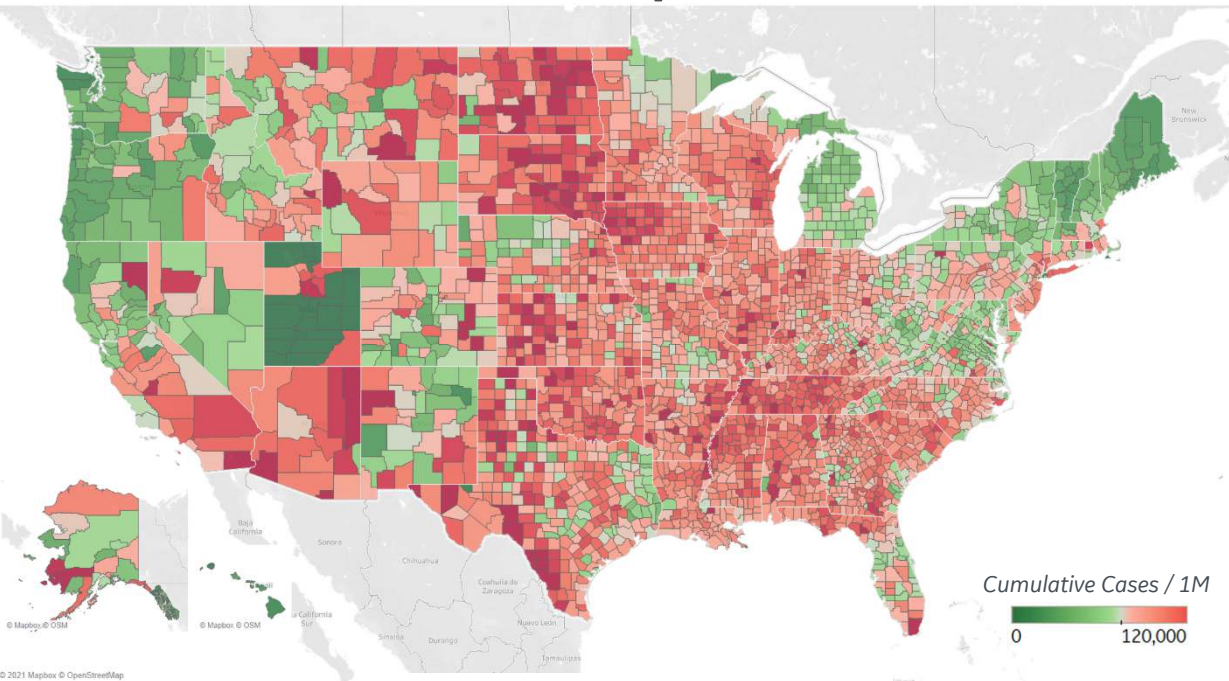 New
Brunswick
Baja
California
Sonora
Chihuahua
Coahuila de
Zaragoza
Nuevo León
Tamaulipas
Durango
Sinaloa
California
Sur
© Mapbox © OSM
© Mapbox © OSM
Cumulative Cases / 1M
0
120,000
© 2021 Mapbox © OpenStreetMap